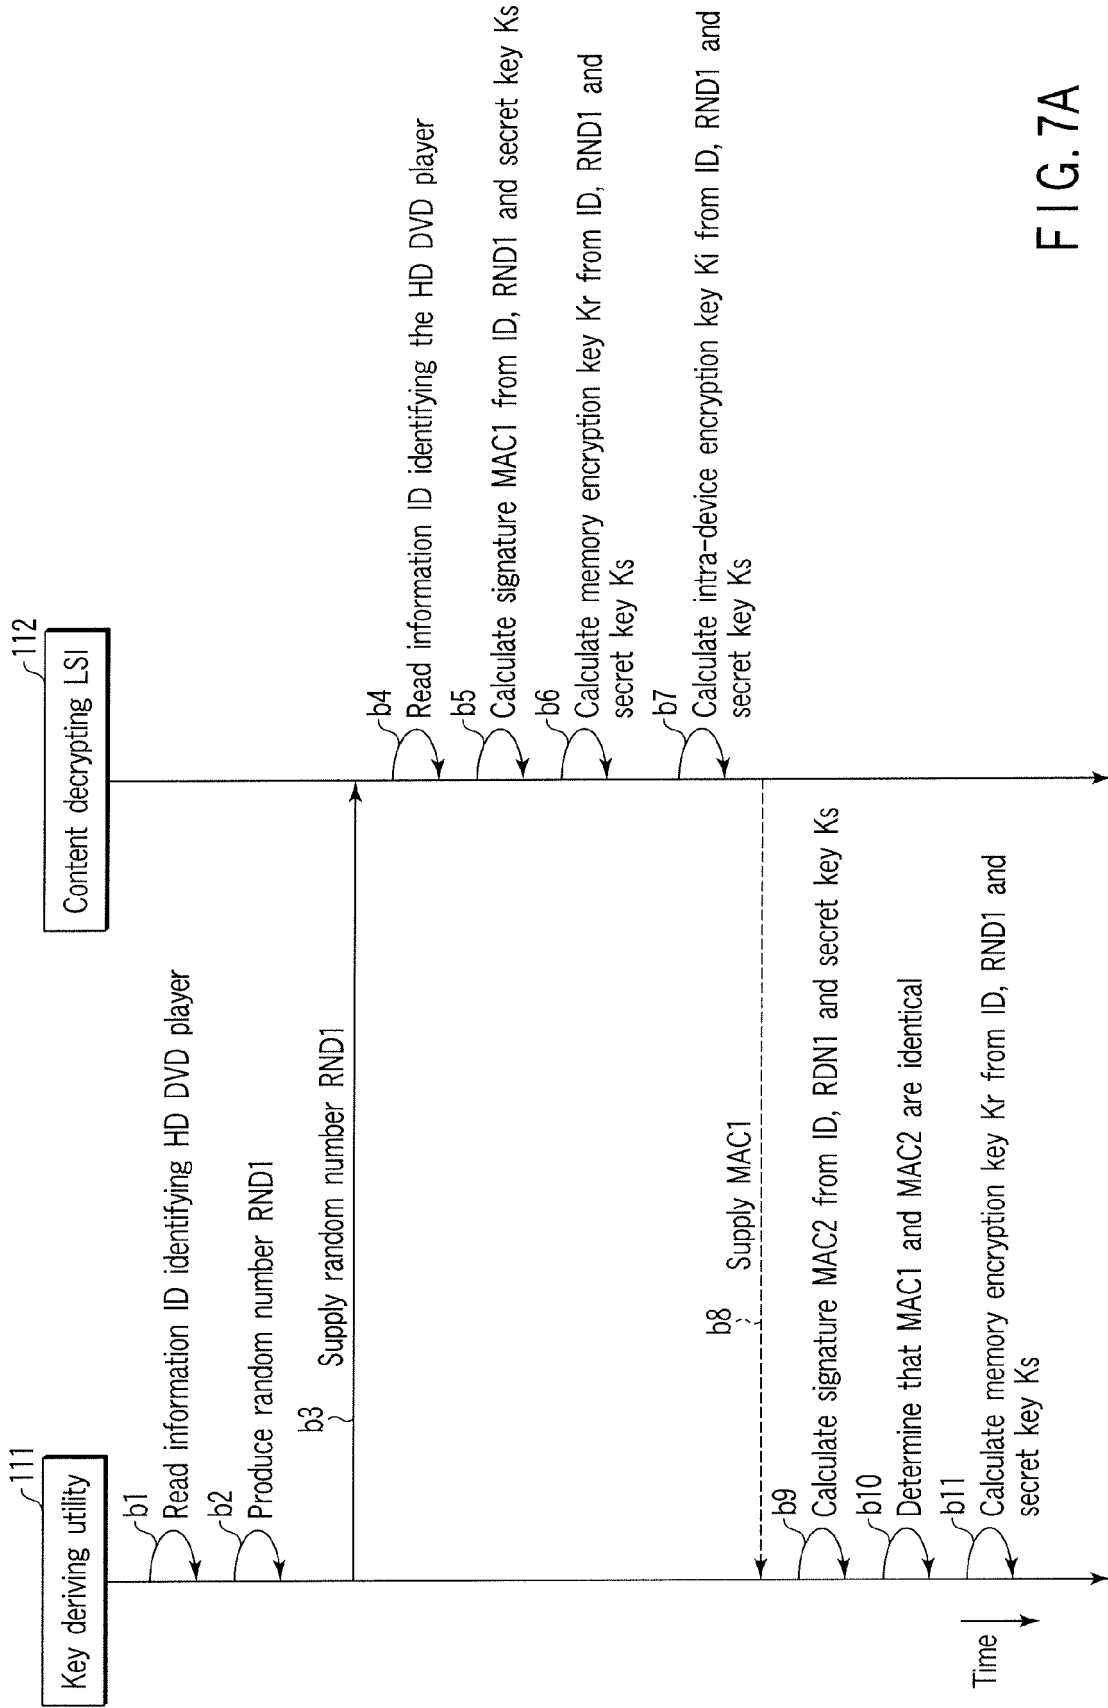 111
Key deriving utility
112
Content decrypting LSI
b1
Read information ID identifying HD DVD player
b2
Produce random number RND1
b3
Supply random number RND1
b4
Read information ID identifying the HD DVD player
b5
Calculate signature MAC1 from ID, RND1 and secret key Ks
b6
Calculate memory encryption key Kr from ID, RND1 and
secret key Ks
b7
Calculate intra-device encryption key Ki from ID, RND1 and
secret key Ks
b8
Supply MAC1
b9
Calculate signature MAC2 from ID, RDN1 and secret key Ks
b10
Determine that MAC1 and MAC2 are identical
b11
Calculate memory encryption key Kr from ID, RND1 and
secret key Ks
Time
FIG. 7A